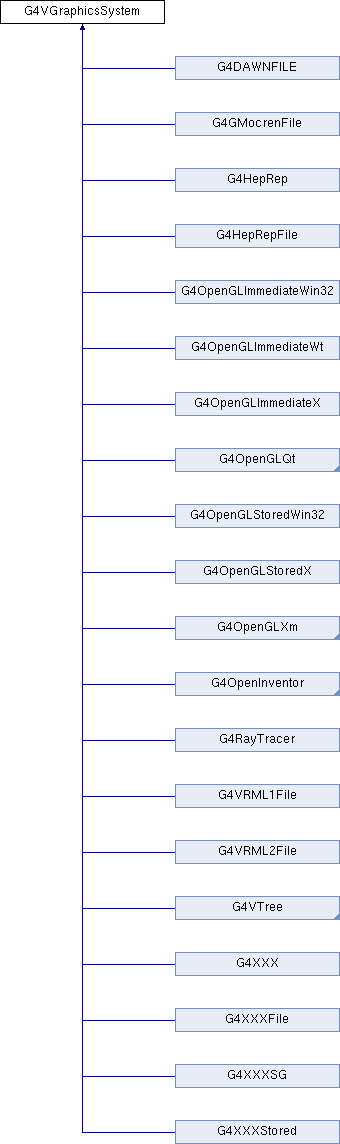 G4VGraphicsSystem
G4DAWNFILE
G4GMocrenFile
G4HepRep
G4HepRepFile
G4OpenGLImmediateWin32
G4OpenGLImmediateWt
G4OpenGLImmediateX
G4OpenGLQt
G4OpenGLStoredWin32
G4OpenGLStoredX
G4OpenGLXm
G4OpenInventor
G4RayTracer
G4VRML1File
G4VRML2File
G4VTree
G4XXX
G4XXXFile
G4XXXSG
G4XXXStored